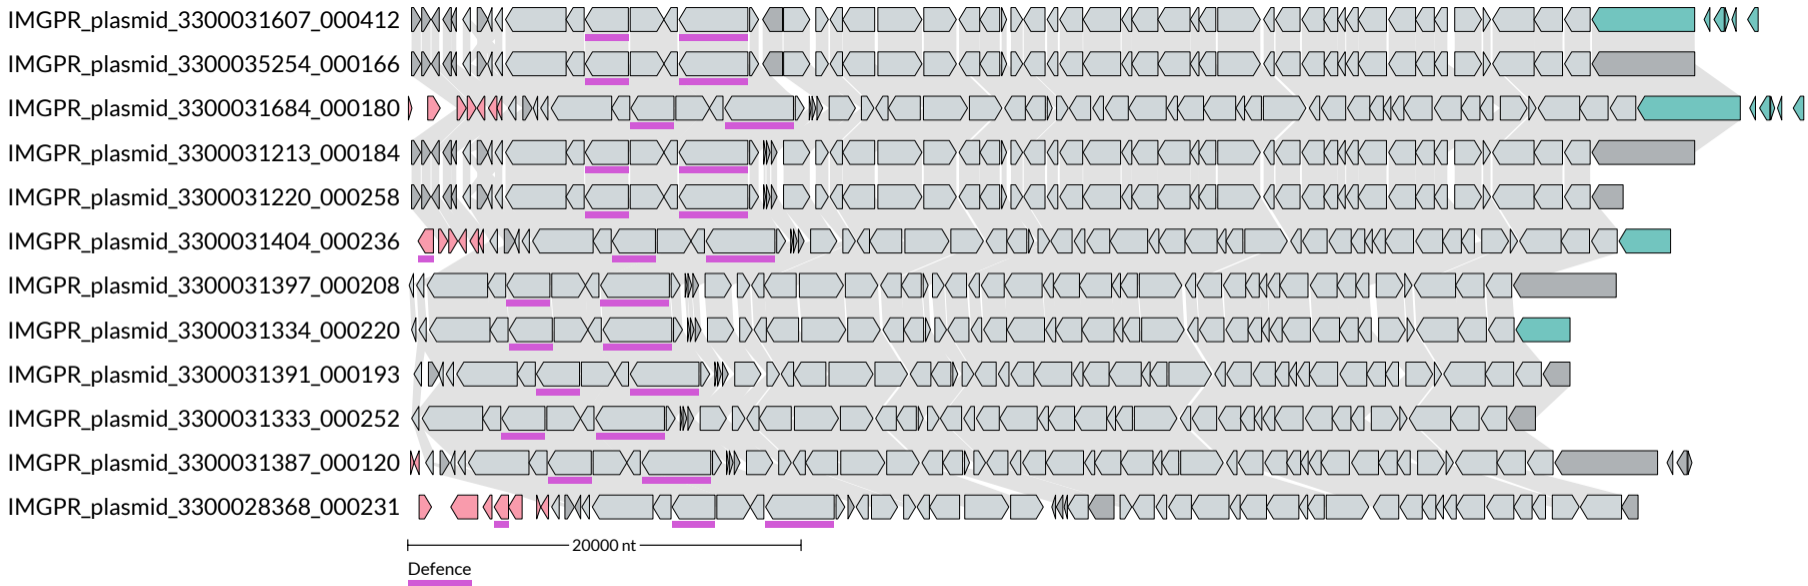 IMGPR_plasmid_3300031607_000412
IMGPR_plasmid_3300035254_000166
IMGPR_plasmid_3300031684_000180
IMGPR_plasmid_3300031213_000184
IMGPR_plasmid_3300031220_000258
IMGPR_plasmid_3300031404_000236
IMGPR_plasmid_3300031397_000208
IMGPR_plasmid_3300031334_000220
IMGPR_plasmid_3300031391_000193
IMGPR_plasmid_3300031333_000252
IMGPR_plasmid_3300031387_000120
IMGPR_plasmid_3300028368_000231
20000 nt
Defence